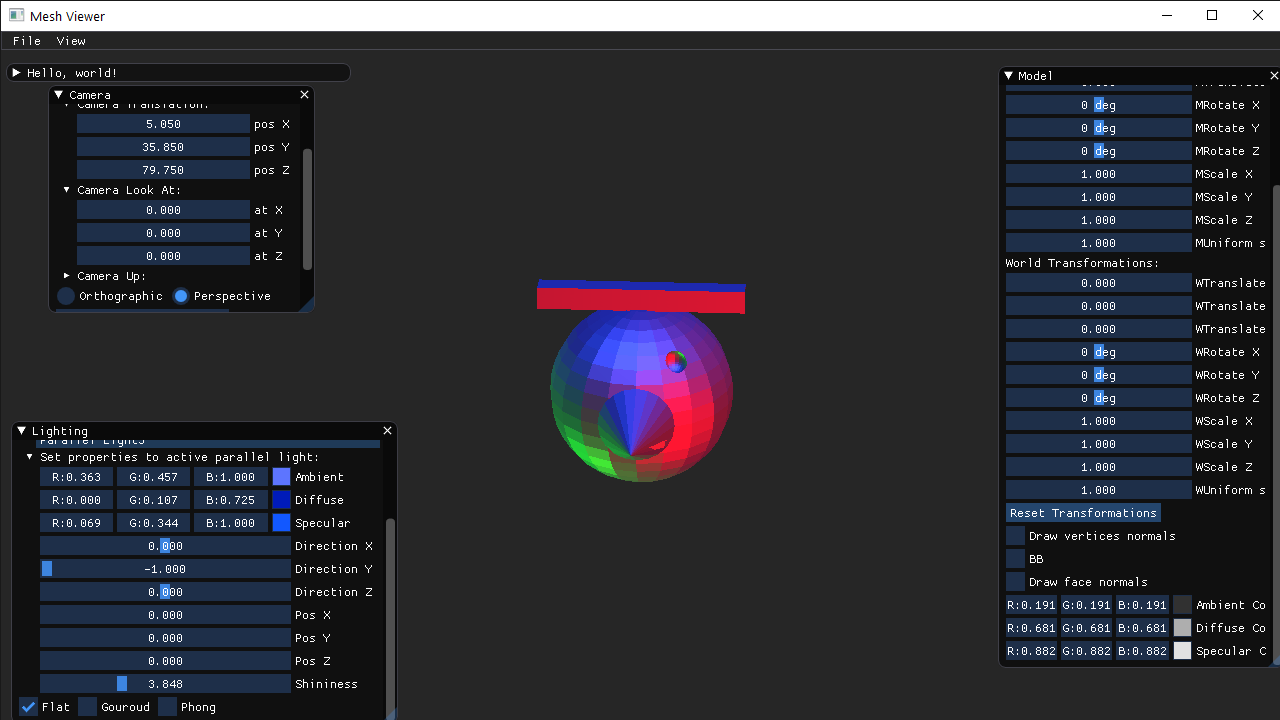 Mesh Viewer
File View
Hello, world!
Camera
Camera Translation:
5.050 pos X
35.850 pos Y
79.750 pos Z
Camera Look At:
0.000 at X
0.000 at Y
0.000 at Z
Camera Up:
Orthographic Perspective
Lighting
Parallel Lights
Set properties to active parallel light:
R:0.363 G:0.457 B:1.000 Ambient
R:0.000 G:0.107 B:0.725 Diffuse
R:0.069 G:0.344 B:1.000 Specular
0.000 Direction X
-1.000 Direction Y
0.000 Direction Z
0.000 Pos X
0.000 Pos Y
0.000 Pos Z
3.848 Shininess
Flat Gouroud Phong
Model
0 deg MRotate X
0 deg MRotate Y
0 deg MRotate Z
1.000 MScale X
1.000 MScale Y
1.000 MScale Z
1.000 MUniform s
World Transformations:
0.000 WTranslate
0.000 WTranslate
0.000 WTranslate
0 deg WRotate X
0 deg WRotate Y
0 deg WRotate Z
1.000 WScale X
1.000 WScale Y
1.000 WScale Z
1.000 WUniform s
Reset Transformations
Draw vertices normals
BB
Draw face normals
R:0.191 G:0.191 B:0.191 Ambient Co
R:0.681 G:0.681 B:0.681 Diffuse Co
R:0.882 G:0.882 B:0.882 Specular C